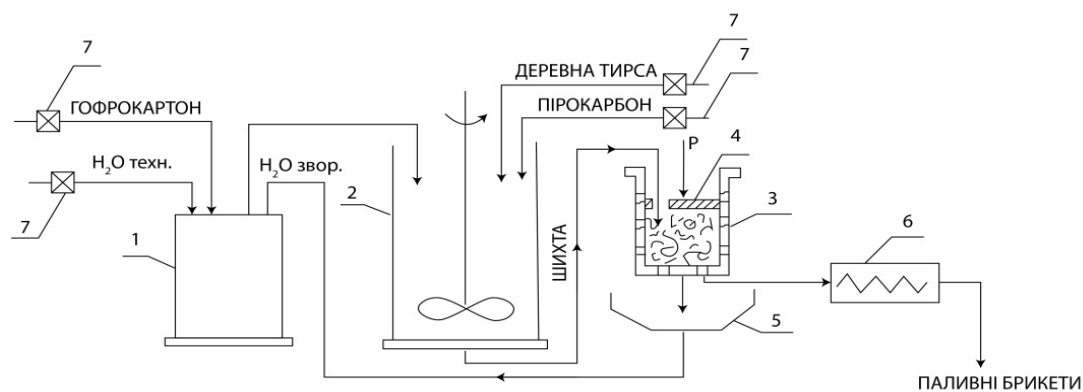 7
7
ДЕРЕВНА ТИРСА
7
ГОФРОКАРТОН
ПІРОКАРБОН
P
4
H₂O техн.
H₂O звор.
7
2
3
1
ШИХТА
6
5
ПАЛИВНІ БРИКЕТИ